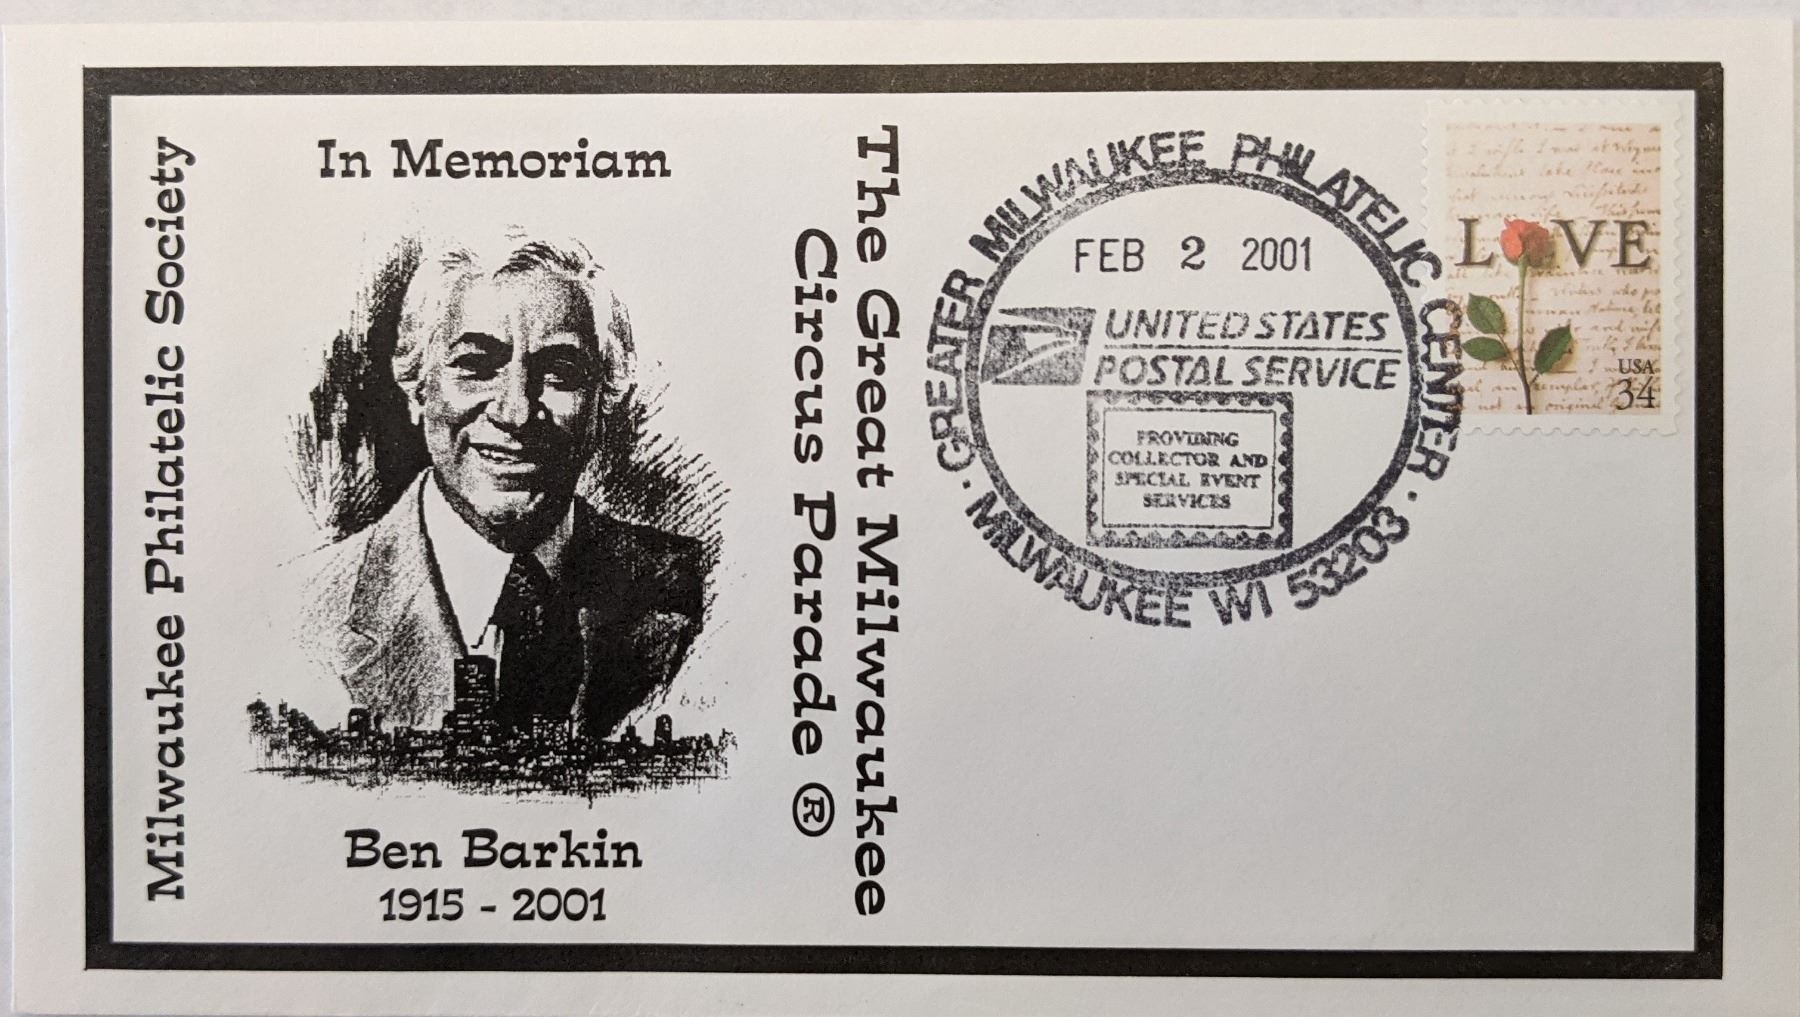 Milwaukee Philatelic Society
In Memoriam
Ben Barkin
1915 - 2001
The Great Milwaukee
Circus Parade ®
GREATER MILWAUKEE PHILATELIC CENTER
FEB 2 2001
UNITED STATES
POSTAL SERVICE
PROVIDING
COLLECTOR AND
SPECIAL EVENT
SERVICES
· MILWAUKEE WI 53203 ·
LOVE
USA
34